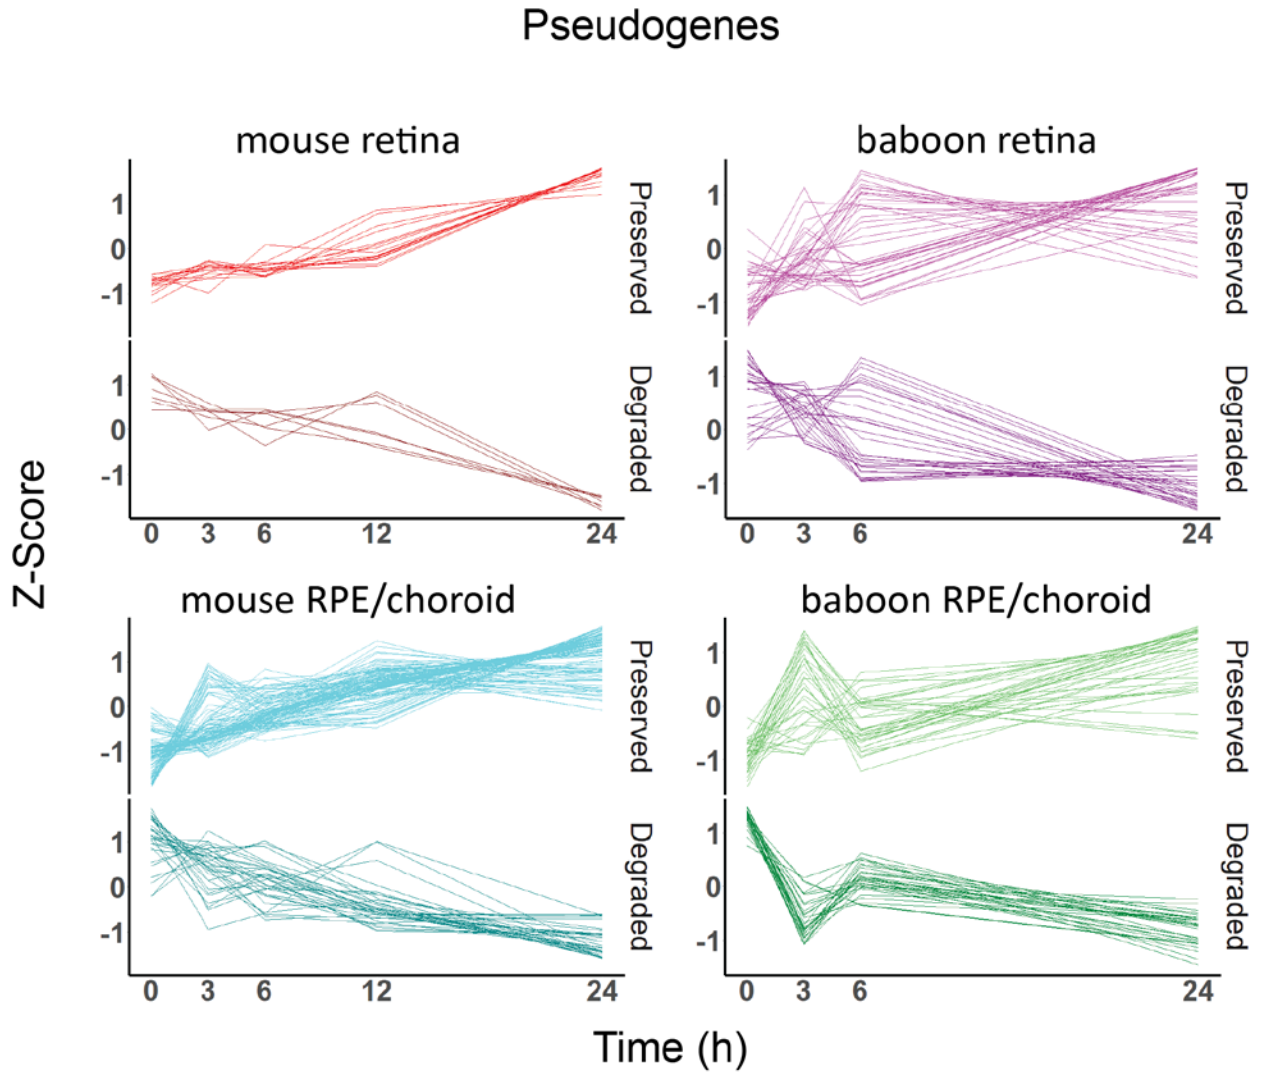 Pseudogenes
mouse retina
baboon retina
1
0
-1
Preserved
1
0
-1
Preserved
1
0
-1
Degraded
1
0
-1
Degraded
0 3 6 12 24
0 3 6 24
Z-Score
mouse RPE/choroid
baboon RPE/choroid
1
0
-1
Preserved
1
0
-1
Preserved
1
0
-1
Degraded
1
0
-1
Degraded
0 3 6 12 24
0 3 6 24
Time (h)